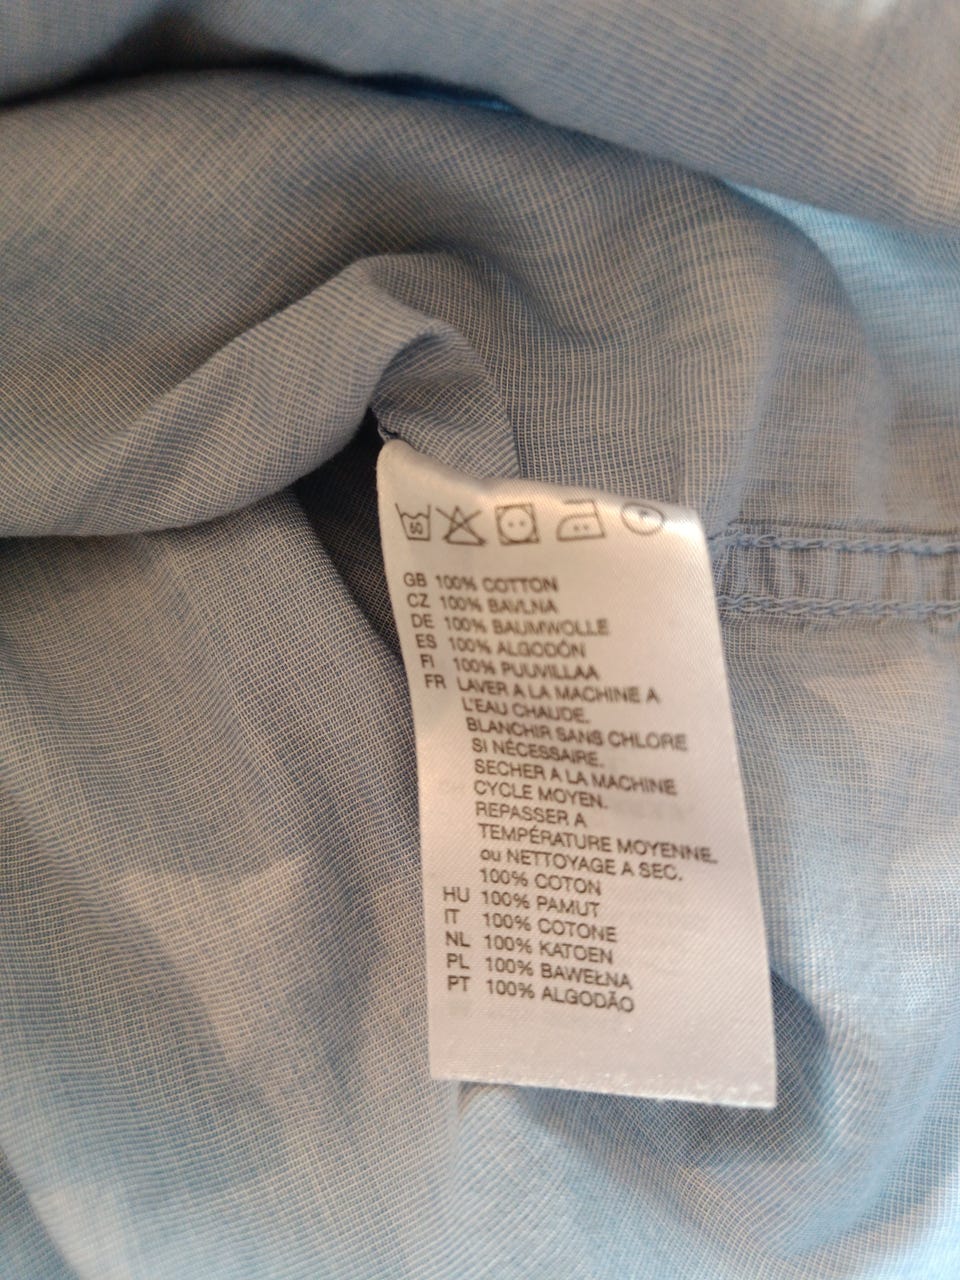 60
P
GB 100% COTTON
CZ 100% BAVLNA
DE 100% BAUMWOLLE
ES 100% ALGODÓN
FI 100% PUUVILLAA
FR LAVER A LA MACHINE A
L'EAU CHAUDE.
BLANCHIR SANS CHLORE
SI NÉCESSAIRE.
SECHER A LA MACHINE
CYCLE MOYEN.
REPASSER A
TEMPÉRATURE MOYENNE.
ou NETTOYAGE A SEC.
100% COTON
HU 100% PAMUT
IT 100% COTONE
NL 100% KATOEN
PL 100% BAWEŁNA
PT 100% ALGODÃO